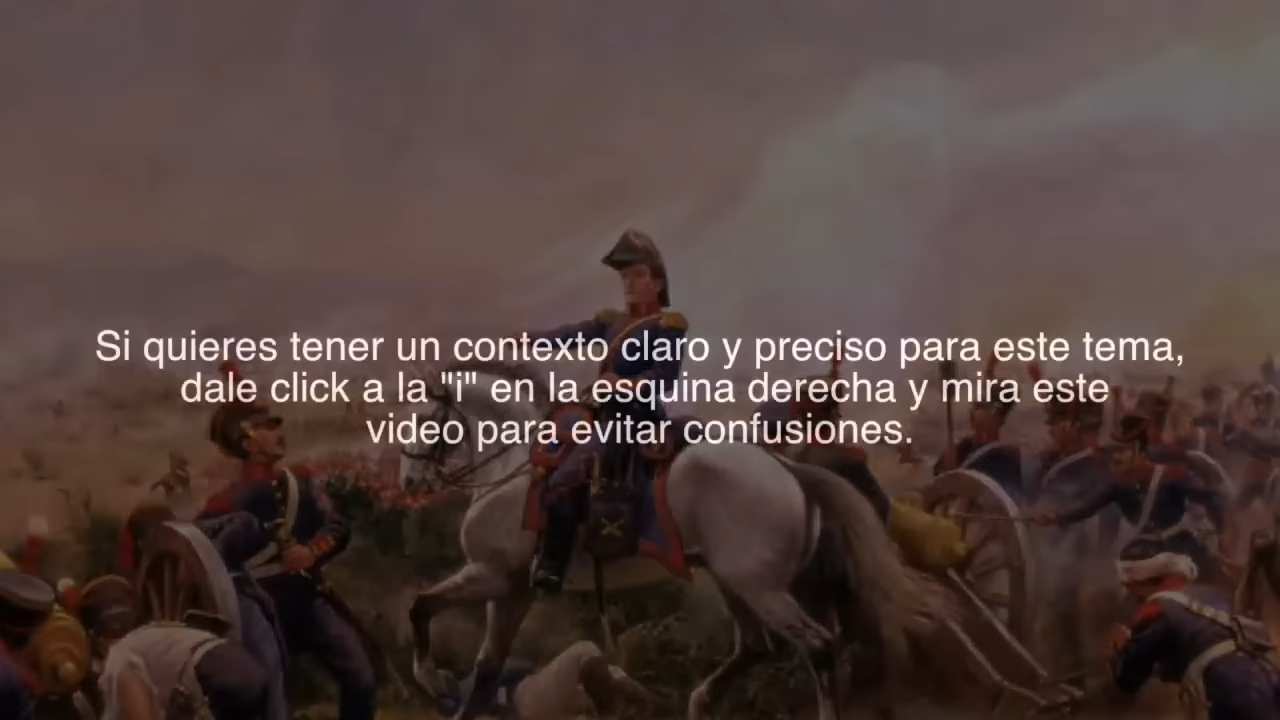 Si quieres tener un contexto claro y preciso para este tema,
dale click a la "i" en la esquina derecha y mira este
video para evitar confusiones.